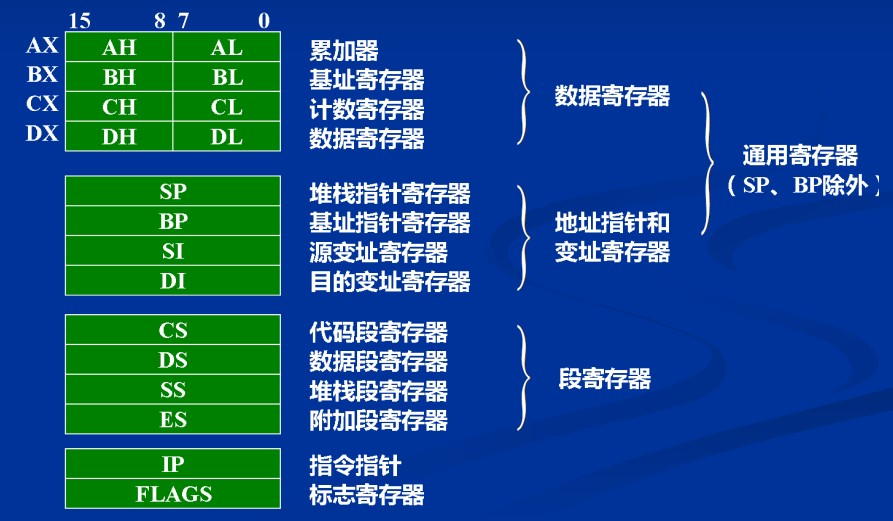 15 8 7 0
AX AH AL 累加器
BX BH BL 基址寄存器
CX CH CL 计数寄存器
DX DH DL 数据寄存器
数据寄存器
SP 堆栈指针寄存器
BP 基址指针寄存器
SI 源变址寄存器
DI 目的变址寄存器
地址指针和
变址寄存器
通用寄存器
（SP、BP除外）
CS 代码段寄存器
DS 数据段寄存器
SS 堆栈段寄存器
ES 附加段寄存器
段寄存器
IP 指令指针
FLAGS 标志寄存器